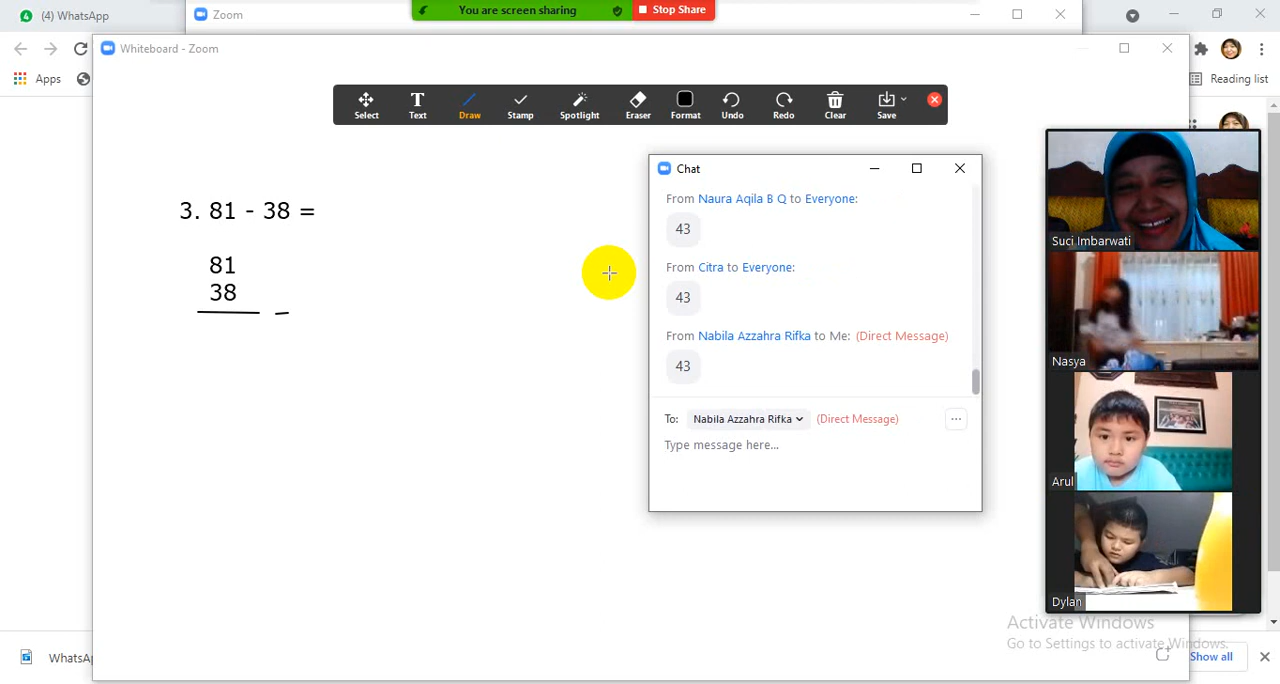 (4) WhatsApp
Zoom
You are screen sharing
Stop Share
Whiteboard - Zoom
Apps
Reading list
Select
Text
Draw
Stamp
Spotlight
Eraser
Format
Undo
Redo
Clear
Save
3. 81 - 38 =
81
38
Chat
From Naura Aqila B Q to Everyone:
43
From Citra to Everyone:
43
From Nabila Azzahra Rifka to Me: (Direct Message)
43
To: Nabila Azzahra Rifka (Direct Message)
Type message here...
Suci Imbarwati
Nasya
Arul
Dylan
Activate Windows
Go to Settings to activate Windows.
WhatsAp
Show all